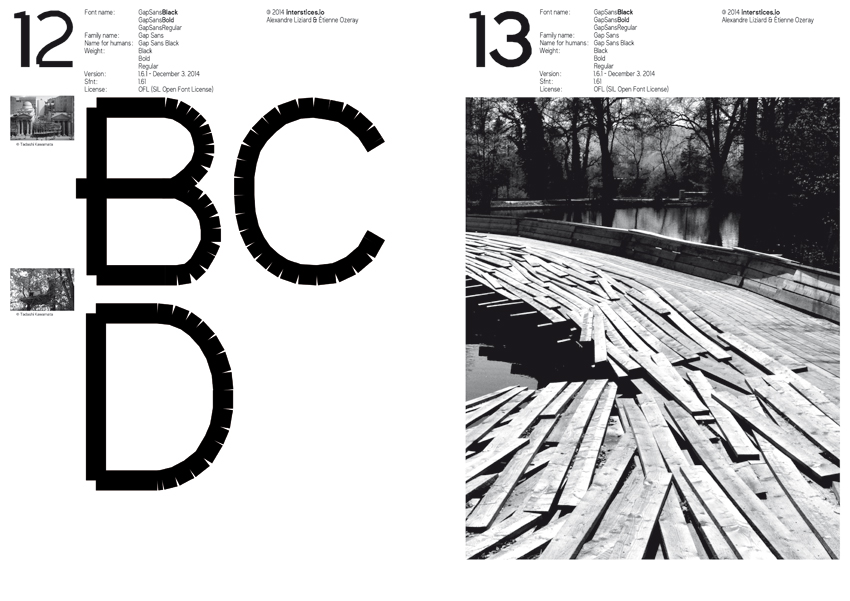 12
Font name: GapSansBlack
GapSansBold
GapSansRegular
Family name: Gap Sans
Name for humans: Gap Sans Black
Weight: Black
Bold
Regular
Version: 1.6.1 - December 3. 2014
Sfnt: 1.61
License: OFL (SIL Open Font License)
© 2014 Interstices.io
Alexandre Liziard & Étienne Ozeray
© Tadashi Kawamata
© Tadashi Kawamata
BC
D
13
Font name: GapSansBlack
GapSansBold
GapSansRegular
Family name: Gap Sans
Name for humans: Gap Sans Black
Weight: Black
Bold
Regular
Version: 1.6.1 - December 3. 2014
Sfnt: 1.61
License: OFL (SIL Open Font License)
© 2014 Interstices.io
Alexandre Liziard & Étienne Ozeray